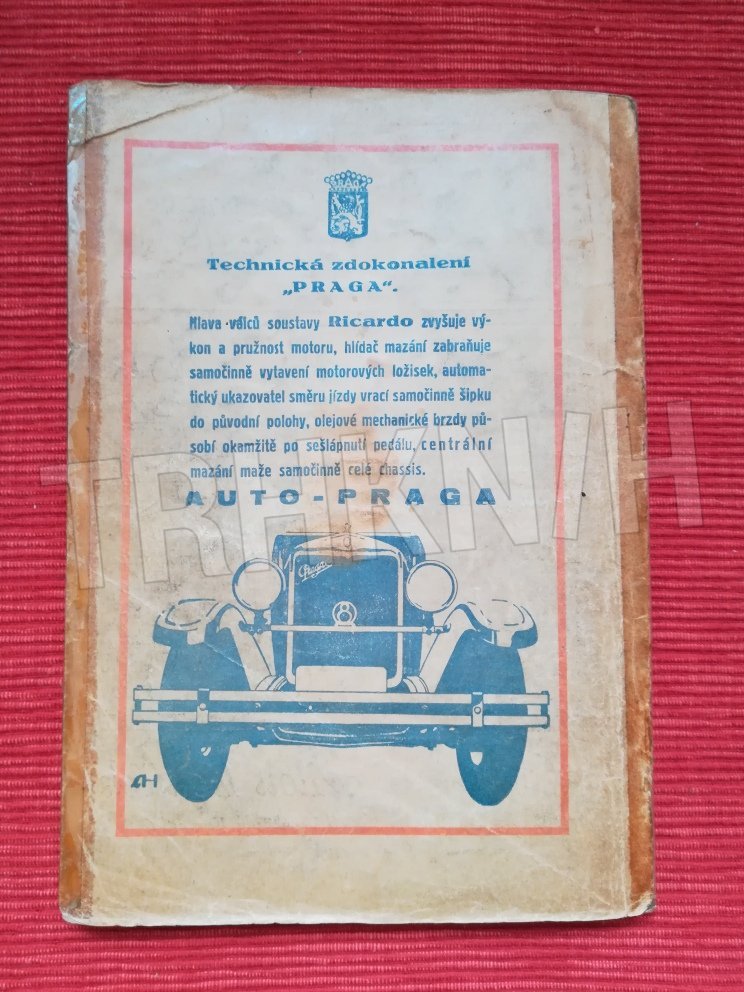 Technická zdokonalení
„PRAGA".
Hlava válců soustavy Ricardo zvyšuje vý-
kon a pružnost motoru, hlídač mazání zabraňuje
samočinně vytavení motorových ložisek, automa-
tický ukazovatel směru jízdy vrací samočinně šipku
do původní polohy, olejové mechanické brzdy pů-
sobí okamžitě po sešlápnutí pedálu, centrální
mazání maže samočinně celé chassis.
AUTO-PRAGA
Praga
8
AH
TRHKNIH